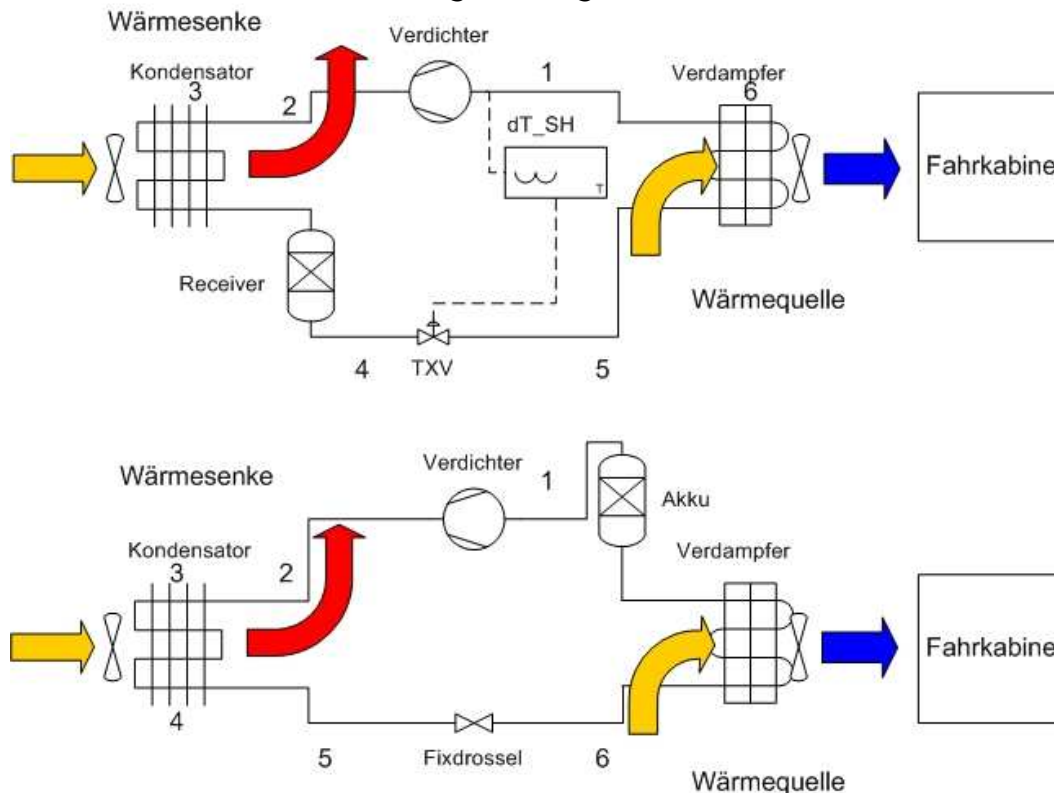 Wärmesenke
Verdichter
Kondensator
3
2
1
Verdampfer
6
dT_SH
T
Fahrkabine
Receiver
Wärmequelle
4
TXV
5
Wärmesenke
Verdichter
1
Akku
Kondensator
3
2
Verdampfer
Fahrkabine
4
5
Fixdrossel
6
Wärmequelle